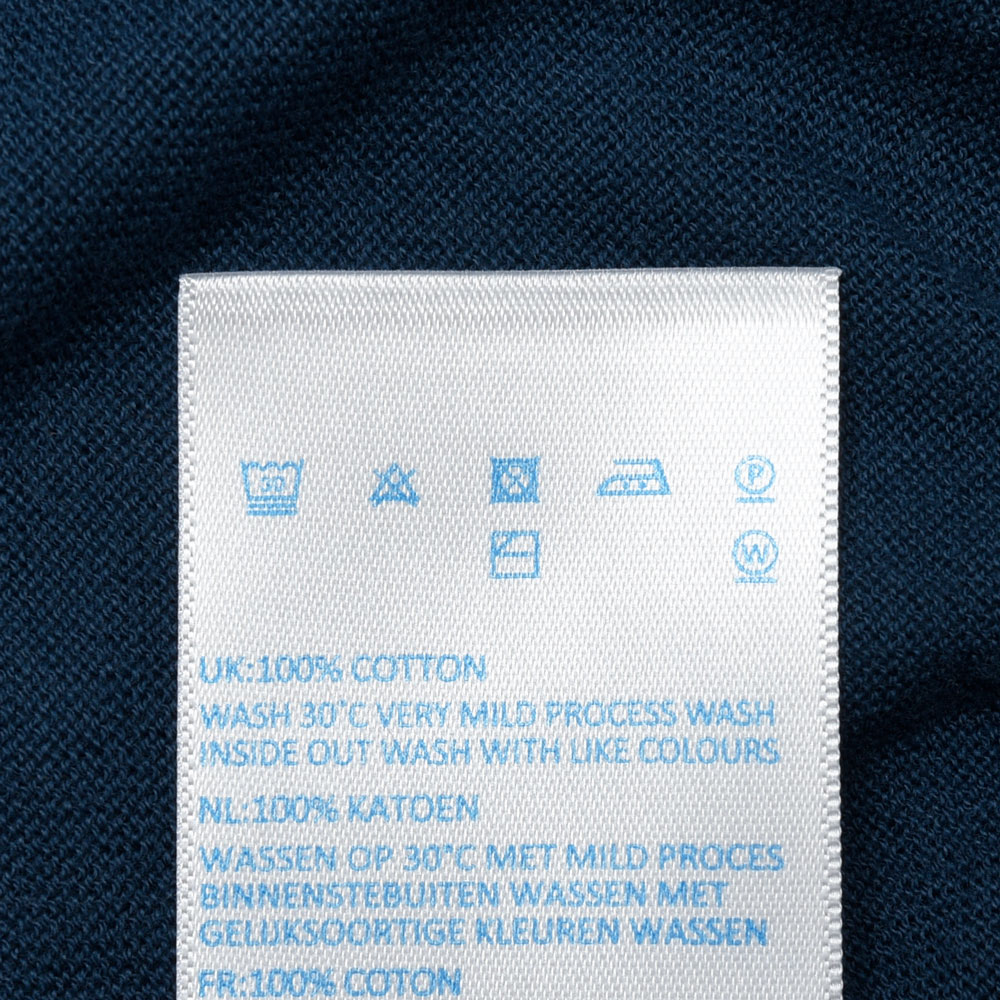 30
P
W
UK:100% COTTON
WASH 30°C VERY MILD PROCESS WASH
INSIDE OUT WASH WITH LIKE COLOURS
NL:100% KATOEN
WASSEN OP 30°C MET MILD PROCES
BINNENSTEBUITEN WASSEN MET
GELIJKSOORTIGE KLEUREN WASSEN
FR:100% COTON